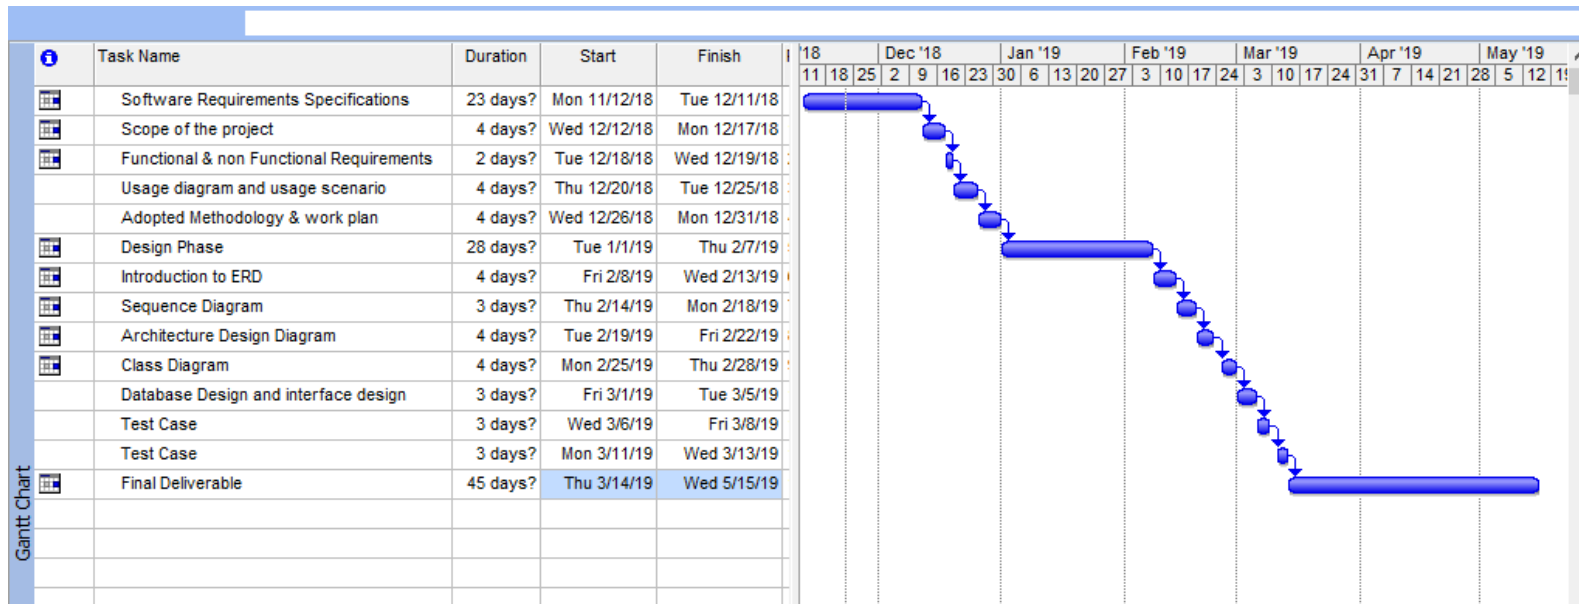 Task Name Duration Start Finish '18 Dec '18 Jan '19 Feb '19 Mar '19 Apr '19 May '19
11 18 25 2 9 16 23 30 6 13 20 27 3 10 17 24 3 10 17 24 31 7 14 21 28 5 12
Software Requirements Specifications 23 days? Mon 11/12/18 Tue 12/11/18
Scope of the project 4 days? Wed 12/12/18 Mon 12/17/18
Functional & non Functional Requirements 2 days? Tue 12/18/18 Wed 12/19/18
Usage diagram and usage scenario 4 days? Thu 12/20/18 Tue 12/25/18
Adopted Methodology & work plan 4 days? Wed 12/26/18 Mon 12/31/18
Design Phase 28 days? Tue 1/1/19 Thu 2/7/19
Introduction to ERD 4 days? Fri 2/8/19 Wed 2/13/19
Sequence Diagram 3 days? Thu 2/14/19 Mon 2/18/19
Architecture Design Diagram 4 days? Tue 2/19/19 Fri 2/22/19
Class Diagram 4 days? Mon 2/25/19 Thu 2/28/19
Database Design and interface design 3 days? Fri 3/1/19 Tue 3/5/19
Test Case 3 days? Wed 3/6/19 Fri 3/8/19
Test Case 3 days? Mon 3/11/19 Wed 3/13/19
Final Deliverable 45 days? Thu 3/14/19 Wed 5/15/19
Gantt Chart